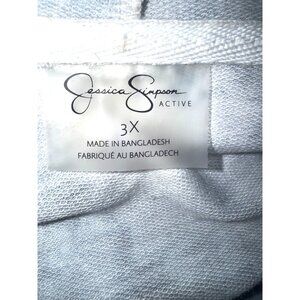 Jessica Simpson
ACTIVE
3X
MADE IN BANGLADESH
FABRIQUÉ AU BANGLADECH